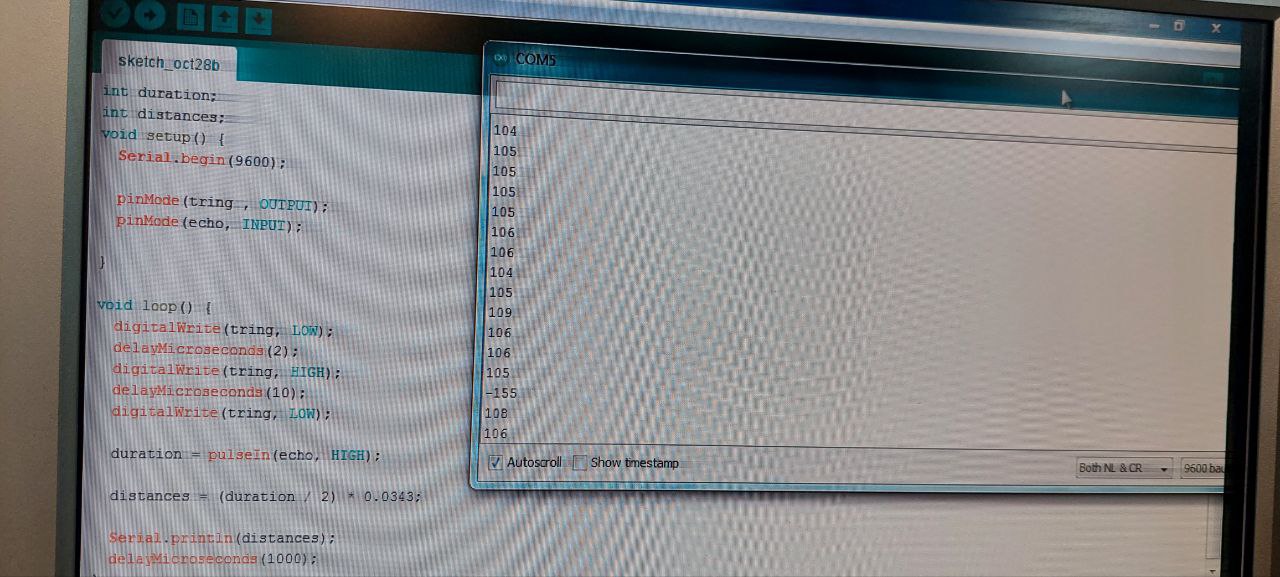 sketch_oct28b
int duration;
int distances;
void setup() {
Serial.begin(9600);
pinMode(tring , OUTPUT);
pinMode(echo, INPUT);
}
void loop() {
digitalWrite(tring, LOW);
delayMicroseconds(2);
digitalWrite(tring, HIGH);
delayMicroseconds(10);
digitalWrite(tring, LOW);
duration = pulseIn(echo, HIGH);
distances = (duration / 2) * 0.0343;
Serial.println(distances);
delayMicroseconds(1000);
COM5
104
105
105
105
105
106
106
104
105
109
106
106
105
-155
108
106
Autoscroll
Show timestamp
Both NL & CR
9600 bau